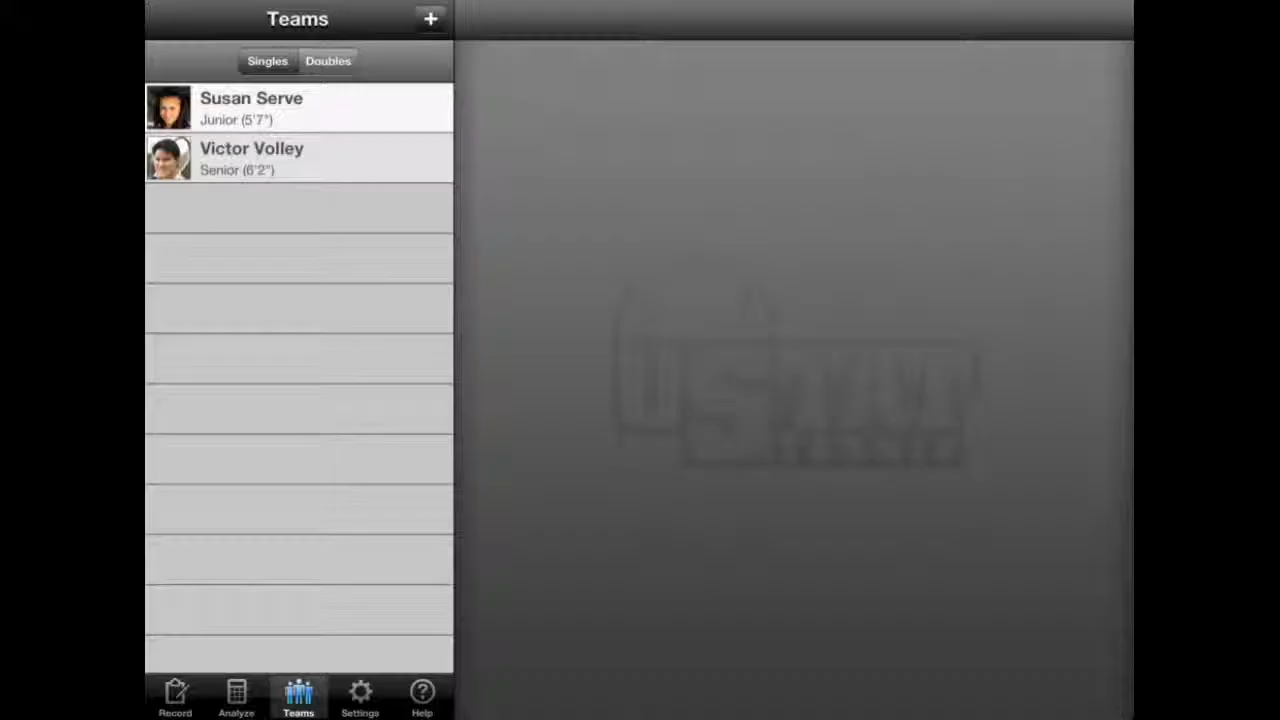 Teams
+
Singles Doubles
Susan Serve
Junior (5'7")
Victor Volley
Senior (6'2")
Record Analyze Teams Settings Help